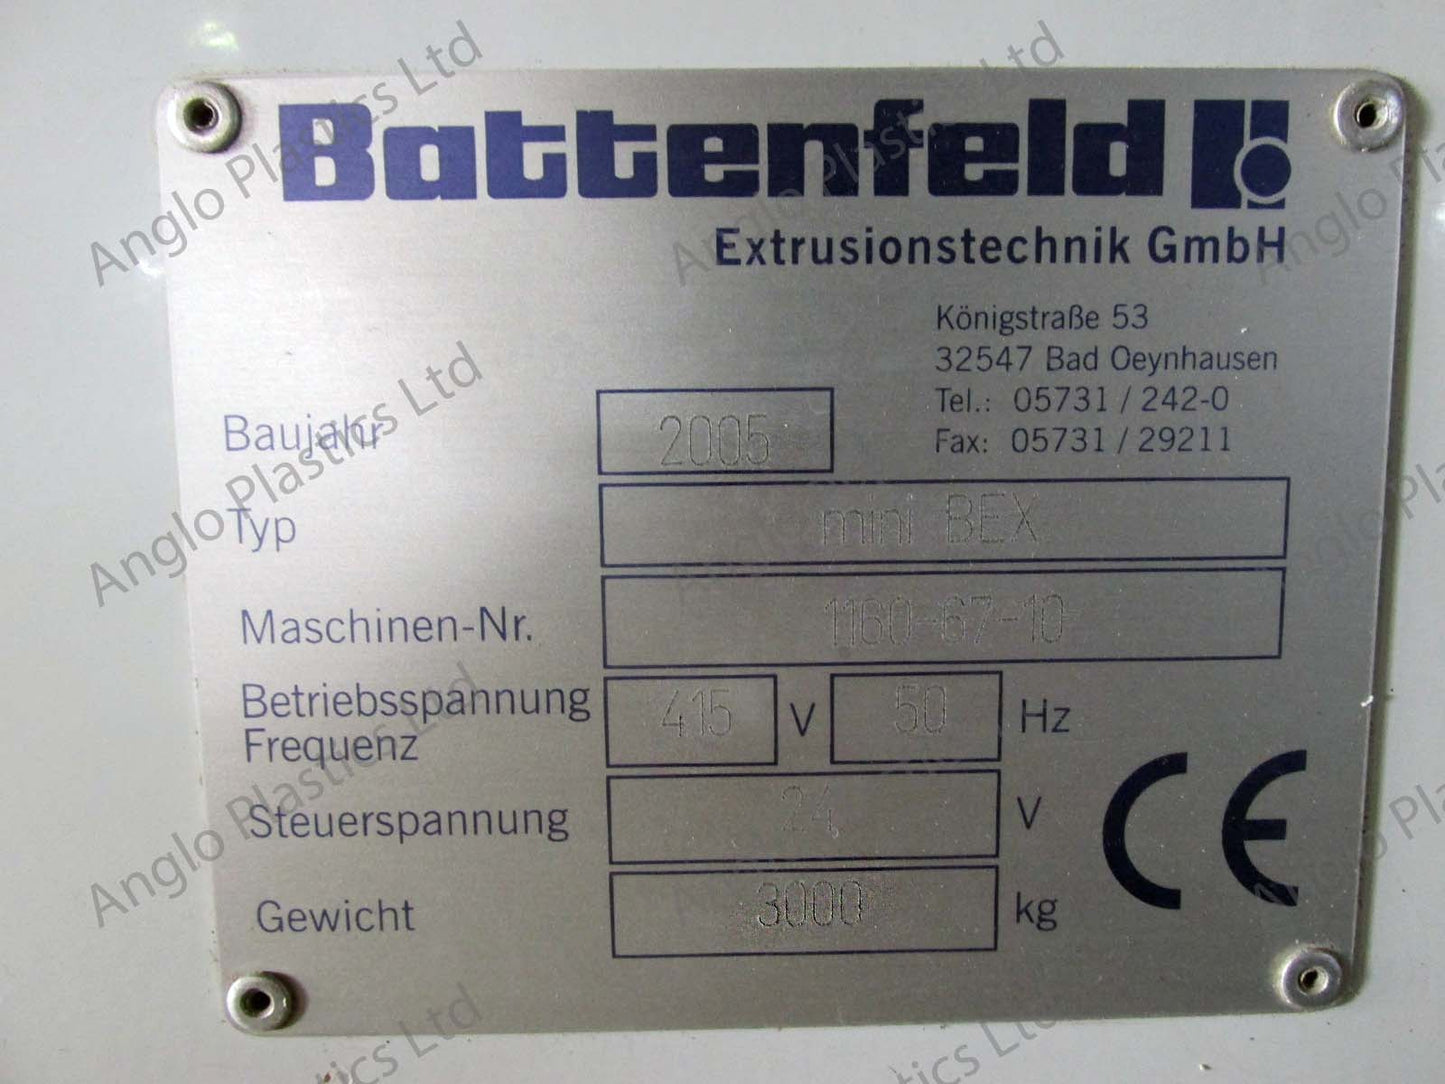 Battenfeld
Extrusionstechnik GmbH
Königstraße 53
32547 Bad Oeynhausen
Tel.: 05731 / 242-0
Fax: 05731 / 29211
Baujahr 2005
Typ mini BEX
Maschinen-Nr. 1160-67-10
Betriebsspannung
Frequenz 415 V 50 Hz
Steuerspannung 24 V
Gewicht 3000 kg
CE
Anglo Plastics Ltd